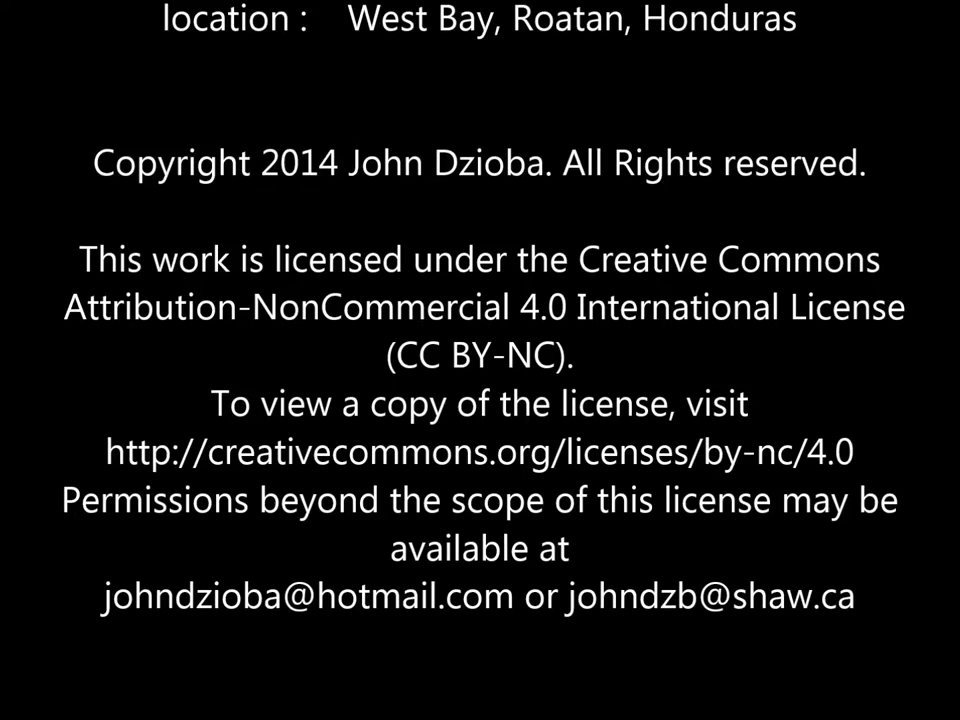 location :    West Bay, Roatan, Honduras
Copyright 2014 John Dzioba. All Rights reserved.
This work is licensed under the Creative Commons
Attribution-NonCommercial 4.0 International License
(CC BY-NC).
To view a copy of the license, visit
http://creativecommons.org/licenses/by-nc/4.0
Permissions beyond the scope of this license may be
available at
johndzioba@hotmail.com or johndzb@shaw.ca